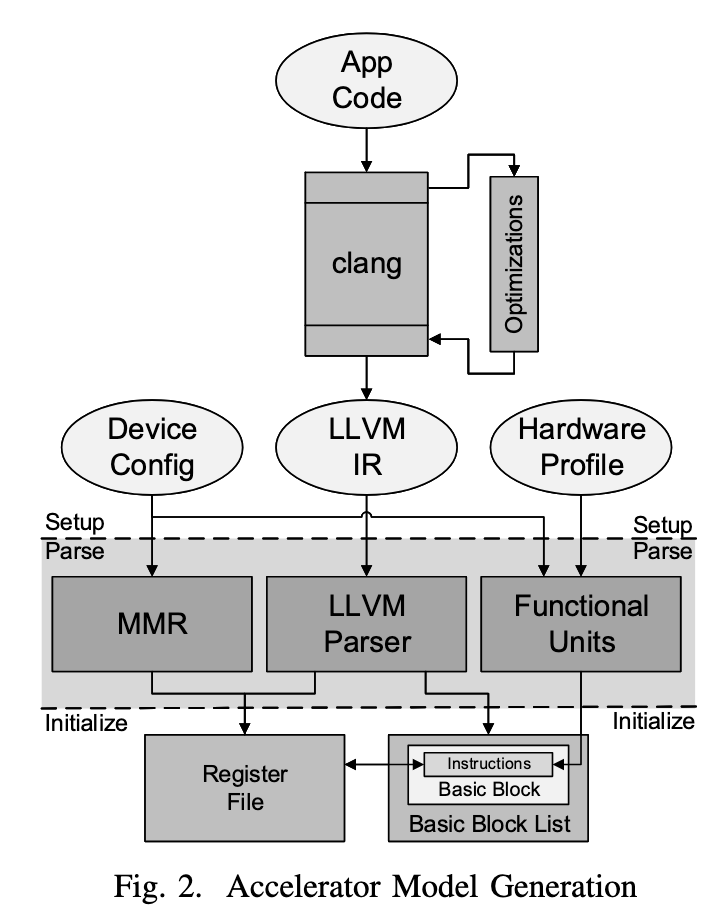 App
Code
clang
Optimizations
Device
Config
LLVM
IR
Hardware
Profile
Setup
Setup
Parse
Parse
MMR
LLVM
Parser
Functional
Units
Initialize
Initialize
Register
File
Instructions
Basic Block
Basic Block List
Fig. 2. Accelerator Model Generation